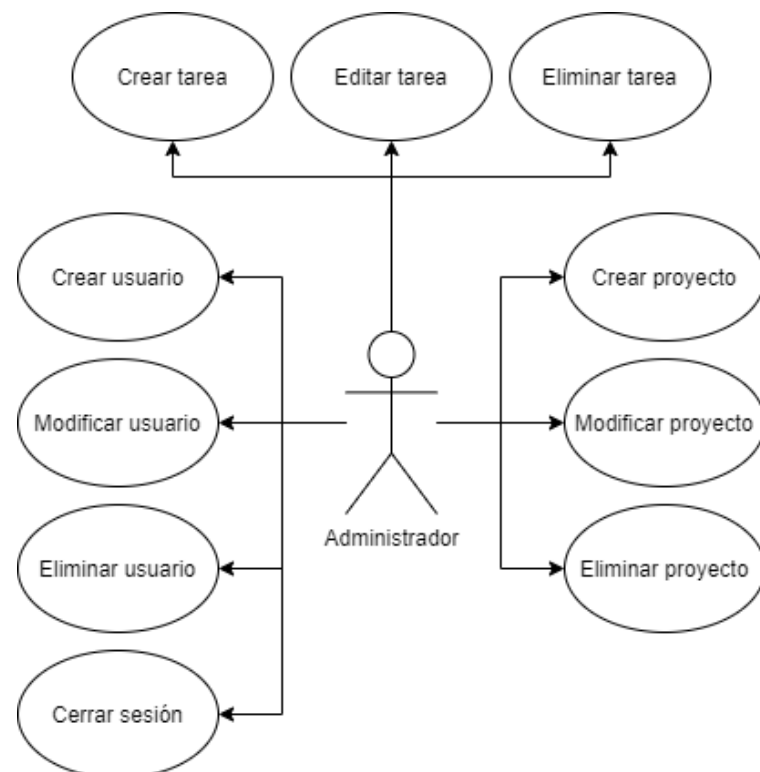 Crear tarea
Editar tarea
Eliminar tarea
Crear usuario
Crear proyecto
Modificar usuario
Modificar proyecto
Administrador
Eliminar usuario
Eliminar proyecto
Cerrar sesión